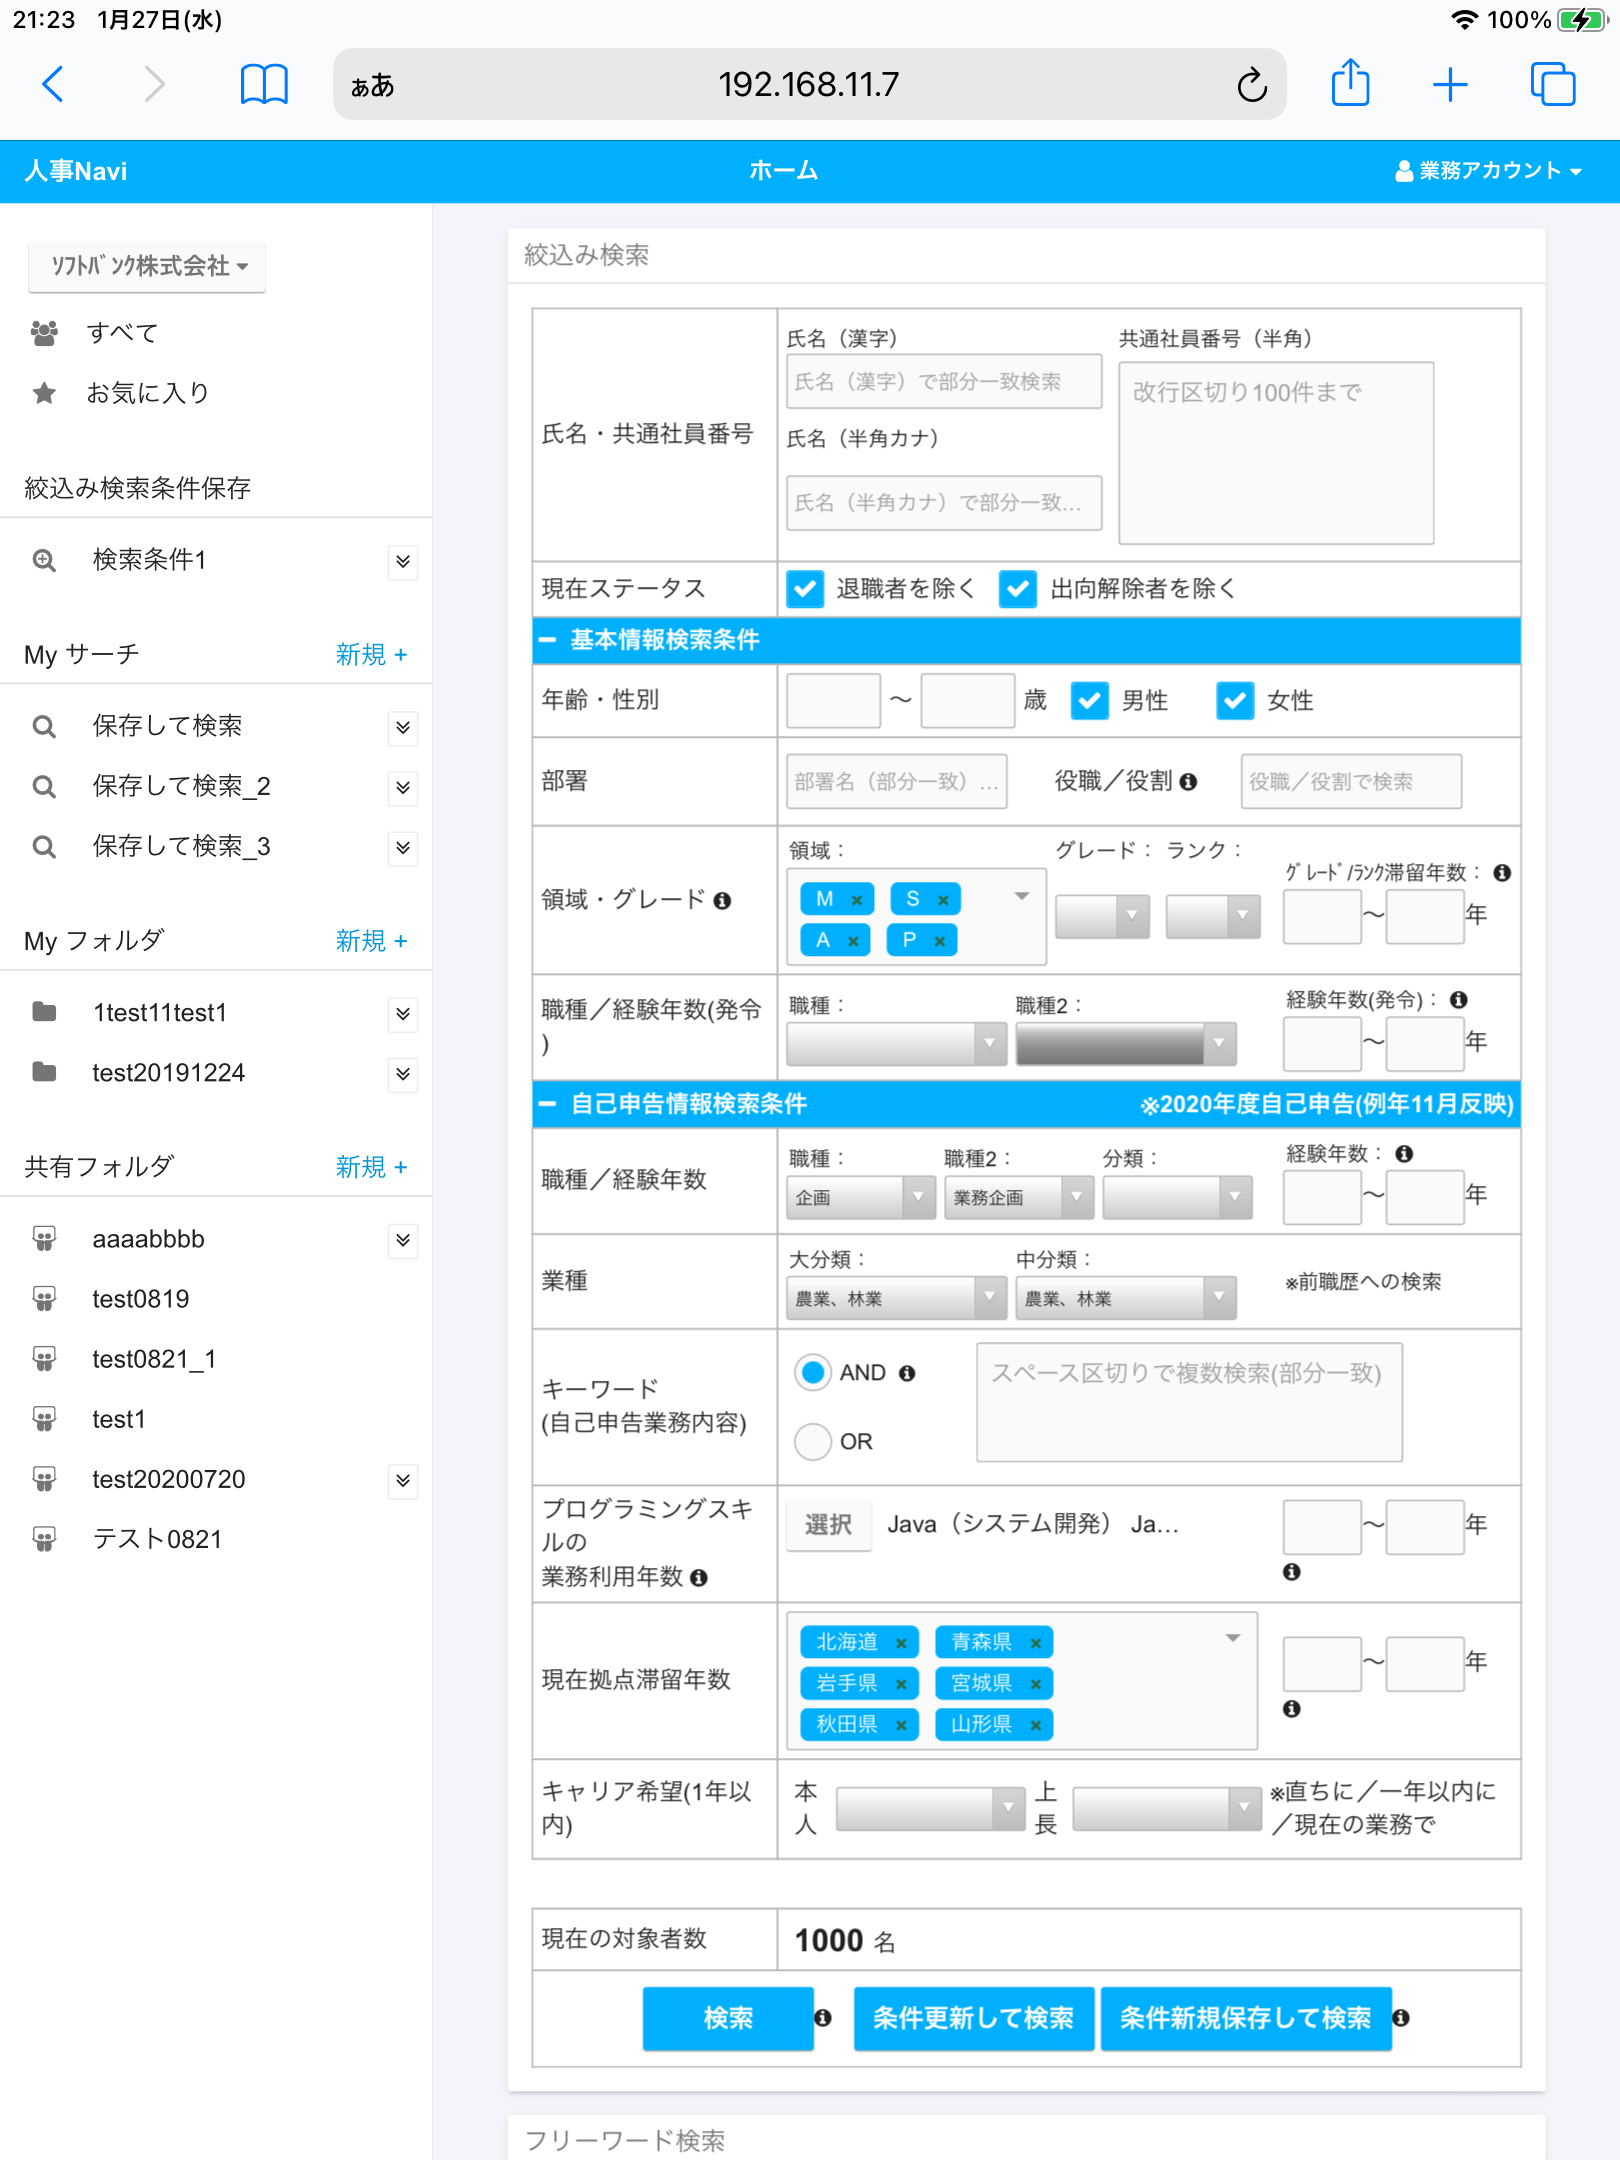 21:23 1月27日(水)
100%
ぁあ
192.168.11.7
人事Navi
ホーム
業務アカウント
ｿﾌﾄﾊﾞﾝｸ株式会社
すべて
お気に入り
絞込み検索条件保存
検索条件1
My サーチ 新規 +
保存して検索
保存して検索_2
保存して検索_3
My フォルダ 新規 +
1test11test1
test20191224
共有フォルダ 新規 +
aaaabbbb
test0819
test0821_1
test1
test20200720
テスト0821
絞込み検索
氏名・共通社員番号
氏名（漢字）
氏名（漢字）で部分一致検索
氏名（半角カナ）
氏名（半角カナ）で部分一致…
共通社員番号（半角）
改行区切り100件まで
現在ステータス 退職者を除く 出向解除者を除く
基本情報検索条件
年齢・性別 〜 歳 男性 女性
部署 部署名（部分一致）… 役職／役割 役職／役割で検索
領域・グレード
領域： グレード： ランク： ｸﾞﾚｰﾄﾞ/ﾗﾝｸ滞留年数：
M × S ×
A × P ×
〜 年
職種／経験年数(発令
)
職種： 職種2： 経験年数(発令)：
〜 年
自己申告情報検索条件 ※2020年度自己申告(例年11月反映)
職種／経験年数
職種： 職種2： 分類： 経験年数：
企画 業務企画 〜 年
業種
大分類： 中分類：
農業、林業 農業、林業 ※前職歴への検索
キーワード
(自己申告業務内容)
AND
OR
スペース区切りで複数検索(部分一致)
プログラミングスキ
ルの
業務利用年数
選択 Java（システム開発） Ja… 〜 年
現在拠点滞留年数
北海道 × 青森県 ×
岩手県 × 宮城県 ×
秋田県 × 山形県 ×
〜 年
キャリア希望(1年以
内)
本
人
上
長
※直ちに／一年以内に
／現在の業務で
現在の対象者数 1000 名
検索 条件更新して検索 条件新規保存して検索
フリーワード検索